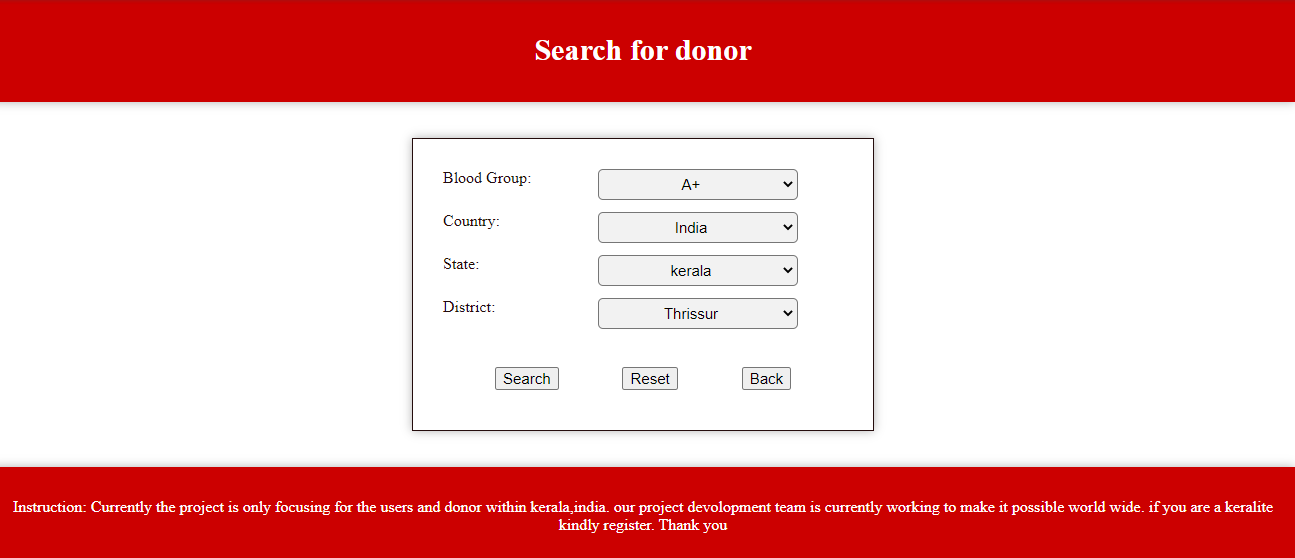 Search for donor
Blood Group: A+
Country: India
State: kerala
District: Thrissur
Search Reset Back
Instruction: Currently the project is only focusing for the users and donor within kerala,india. our project devolopment team is currently working to make it possible world wide. if you are a keralite
kindly register. Thank you